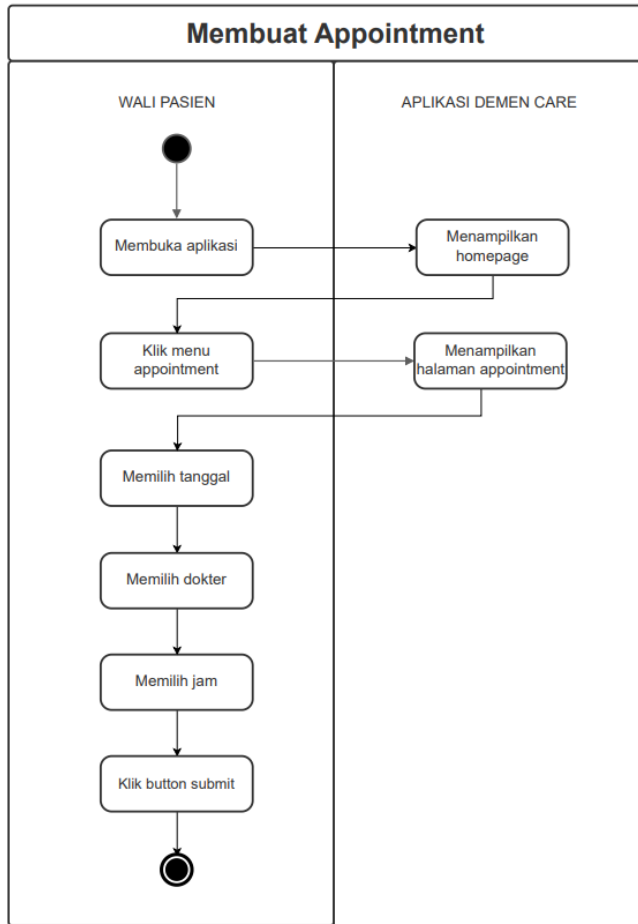 Membuat Appointment
WALI PASIEN
APLIKASI DEMEN CARE
Membuka aplikasi
Menampilkan
homepage
Klik menu
appointment
Menampilkan
halaman appointment
Memilih tanggal
Memilih dokter
Memilih jam
Klik button submit